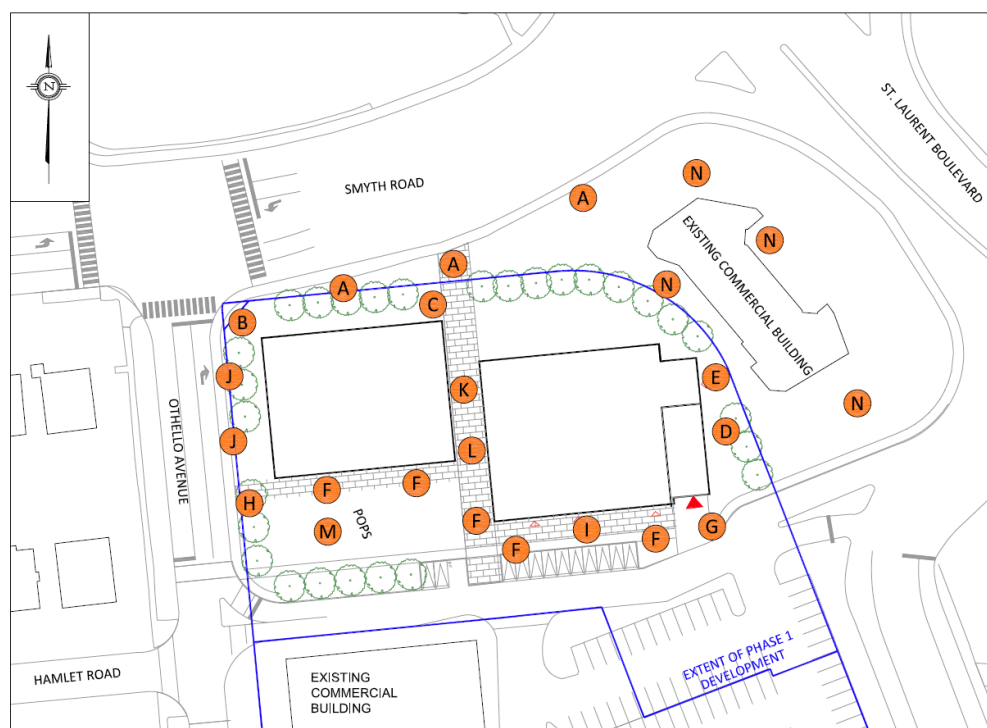 N
SMYTH ROAD
ST. LAURENT BOULEVARD
N
A
N
A
A
N
C
B
EXISTING COMMERCIAL BUILDING
J
E
K
N
OTHELLO AVENUE
D
J
L
F
F
H
POPS
F
G
M
I
F
F
EXTENT OF PHASE 1
DEVELOPMENT
HAMLET ROAD
EXISTING
COMMERCIAL
BUILDING